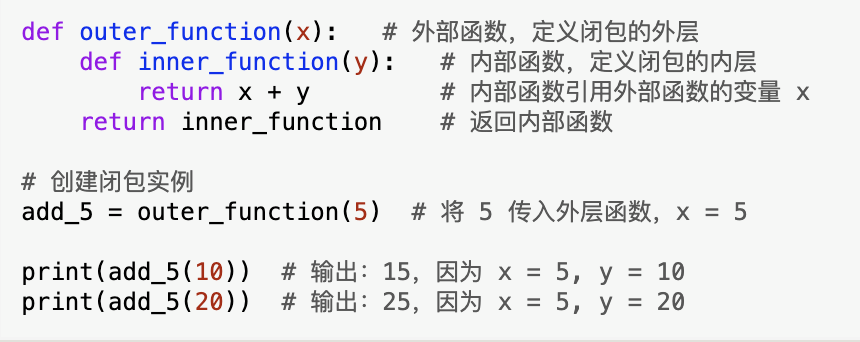 def outer_function(x):   # 外部函数，定义闭包的外层
    def inner_function(y):   # 内部函数，定义闭包的内层
        return x + y         # 内部函数引用外部函数的变量 x
    return inner_function    # 返回内部函数

# 创建闭包实例
add_5 = outer_function(5)  # 将 5 传入外层函数，x = 5

print(add_5(10))  # 输出：15，因为 x = 5, y = 10
print(add_5(20))  # 输出：25，因为 x = 5, y = 20